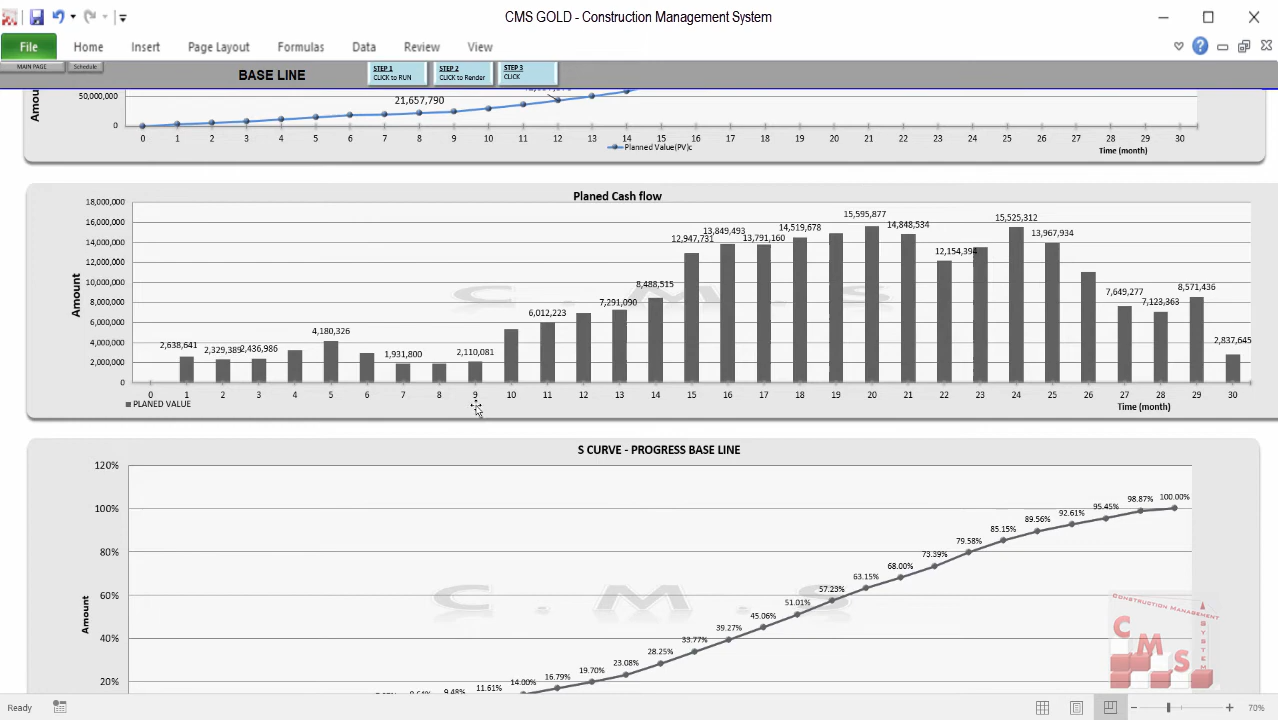 CMS GOLD - Construction Management System
File Home Insert Page Layout Formulas Data Review View
MAIN PAGE Schedule
BASE LINE
STEP 1
CLICK to RUN
STEP 2
CLICK to Render
STEP 3
CLICK
50,000,000
0
21,657,790
0 1 2 3 4 5 6 7 8 9 10 11 12 13 14 15 16 17 18 19 20 21 22 23 24 25 26 27 28 29 30
Planned Value(PV)c
Time (month)
Planed Cash flow
Amount
18,000,000
16,000,000
14,000,000
12,000,000
10,000,000
8,000,000
6,000,000
4,000,000
2,000,000
0
2,638,641
2,329,389
2,436,986
4,180,326
1,931,800
2,110,081
6,012,223
7,291,090
8,488,515
12,947,731
13,849,493
13,791,160
14,519,678
15,595,877
14,848,534
12,154,394
15,525,312
13,967,934
7,649,277
7,123,363
8,571,436
2,837,645
C . M . S
0 1 2 3 4 5 6 7 8 9 10 11 12 13 14 15 16 17 18 19 20 21 22 23 24 25 26 27 28 29 30
PLANED VALUE
Time (month)
S CURVE - PROGRESS BASE LINE
Amount
120%
100%
80%
60%
40%
20%
9.48%
11.61%
14.00%
16.79%
19.70%
23.08%
28.25%
33.77%
39.27%
45.06%
51.01%
57.23%
63.15%
68.00%
73.39%
79.58%
85.15%
89.56%
92.61%
95.45%
98.87%
100.00%
C . M . S
CONSTRUCTION MANAGEMENT
SYSTEM
C
M
S
Ready
70%